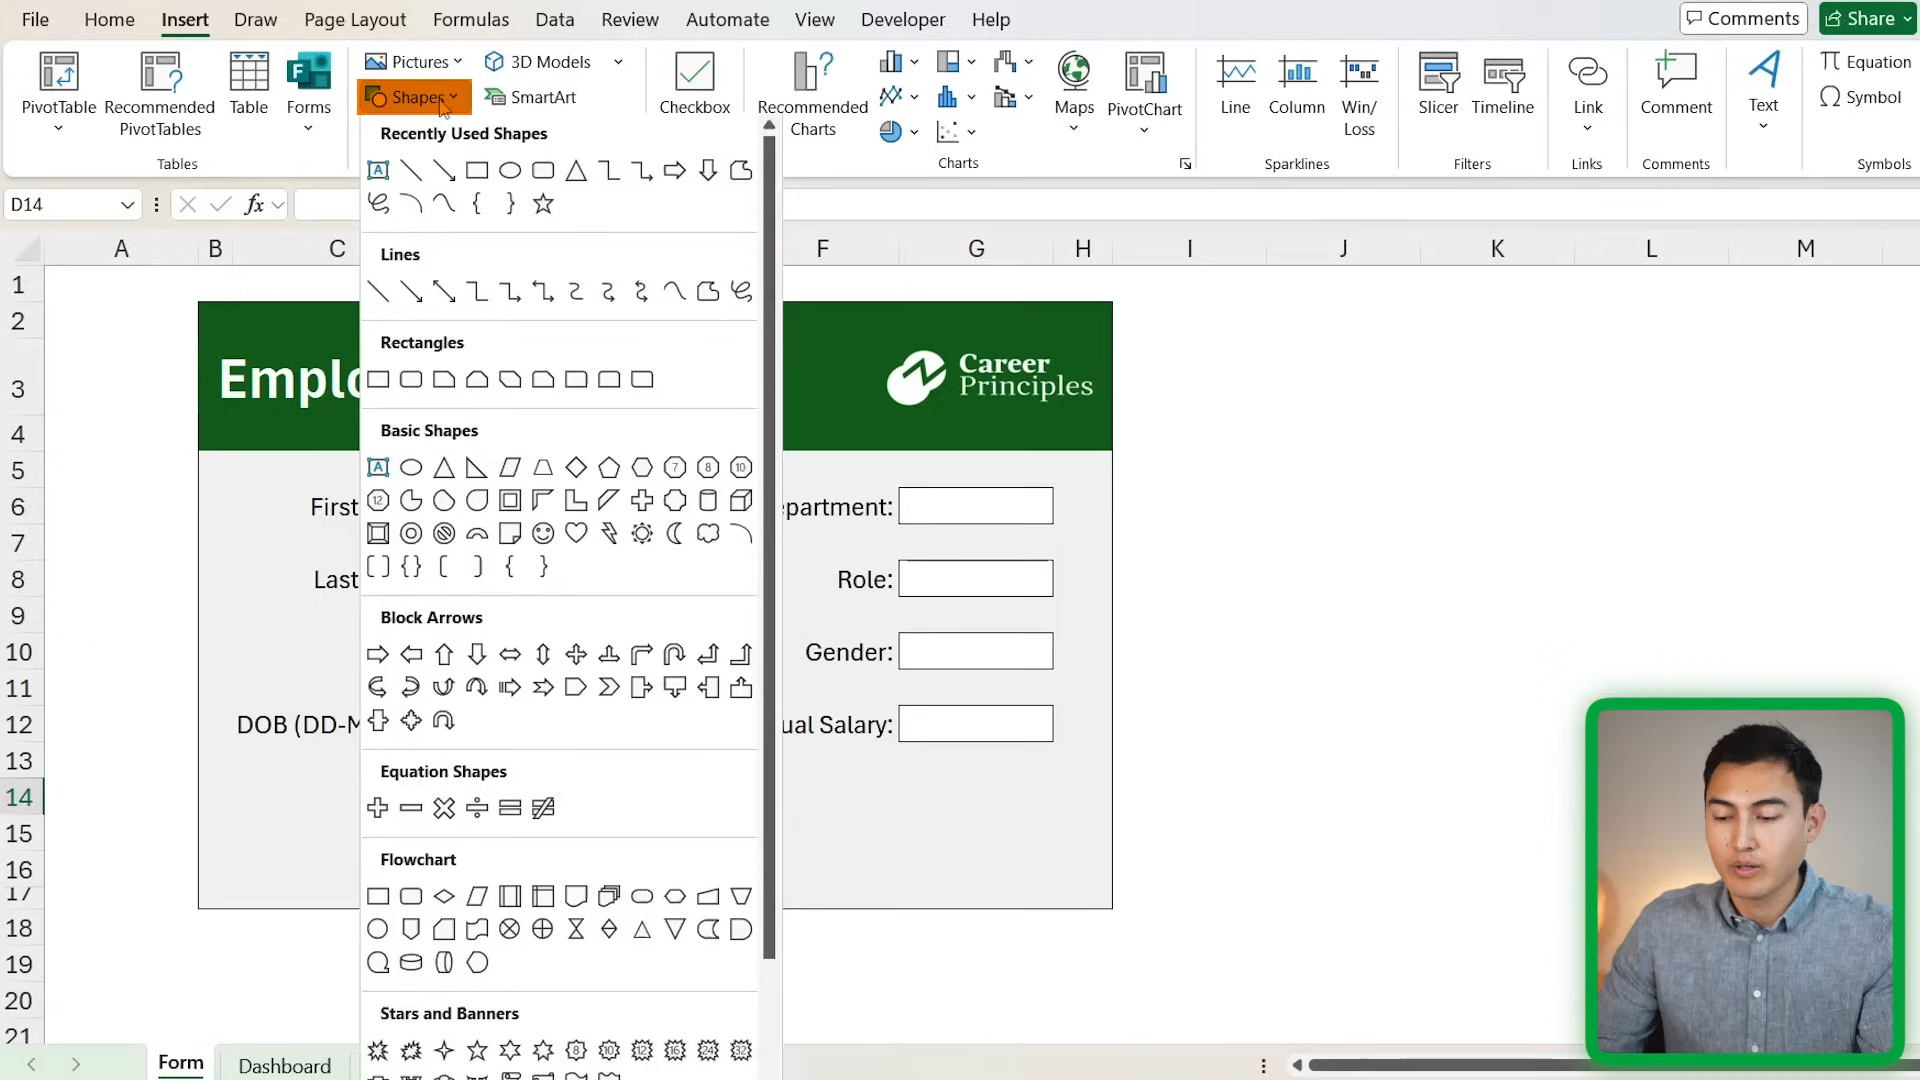 File Home Insert Draw Page Layout Formulas Data Review Automate View Developer Help Comments Share
PivotTable
Recommended PivotTables
Table
Forms
Tables
Pictures
Shapes
3D Models
SmartArt
Checkbox
Recommended Charts
Maps
PivotChart
Charts
Line
Column
Win/ Loss
Sparklines
Slicer
Timeline
Filters
Link
Links
Comment
Comments
Text
Equation
Symbol
Symbols
D14
fx
A B C F G H I J K L M
1
2
3
4
5
6
7
8
9
10
11
12
13
14
15
16
17
18
19
20
21
Recently Used Shapes
Lines
Rectangles
Basic Shapes
Block Arrows
Equation Shapes
Flowchart
Stars and Banners
Emplo
Career
Principles
First
Last
DOB (DD-M
epartment:
Role:
Gender:
ual Salary:
Form Dashboard